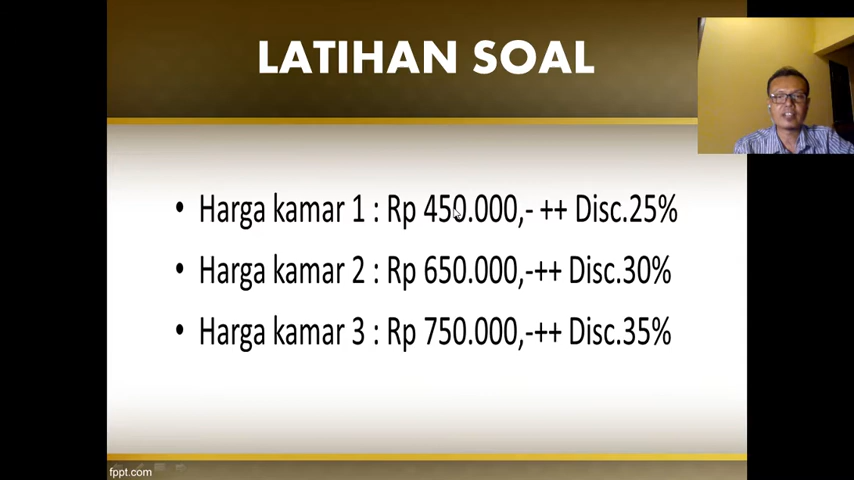 LATIHAN SOAL
• Harga kamar 1 : Rp 450.000,- ++ Disc.25%
• Harga kamar 2 : Rp 650.000,-++ Disc.30%
• Harga kamar 3 : Rp 750.000,-++ Disc.35%
fppt.com